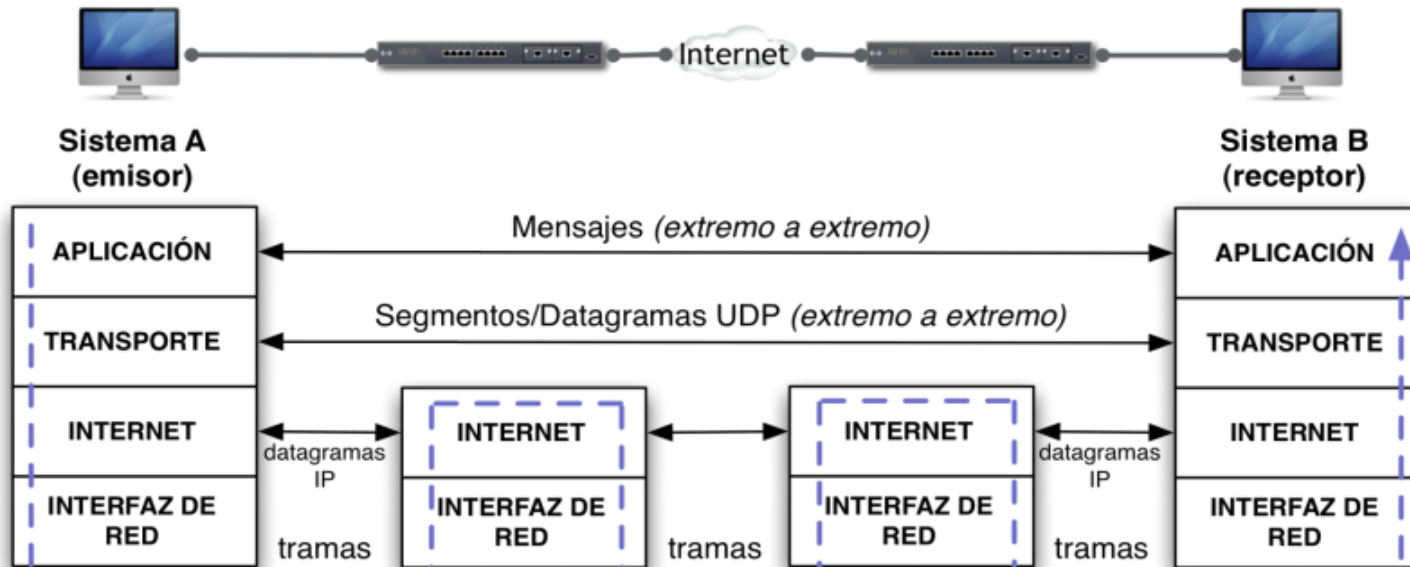 Internet
Sistema A
(emisor)
Sistema B
(receptor)
Mensajes (extremo a extremo)
APLICACIÓN
APLICACIÓN
Segmentos/Datagramas UDP (extremo a extremo)
TRANSPORTE
TRANSPORTE
INTERNET
datagramas
IP
INTERNET
INTERNET
datagramas
IP
INTERNET
INTERFAZ DE
RED
tramas
INTERFAZ DE
RED
tramas
INTERFAZ DE
RED
tramas
INTERFAZ DE
RED